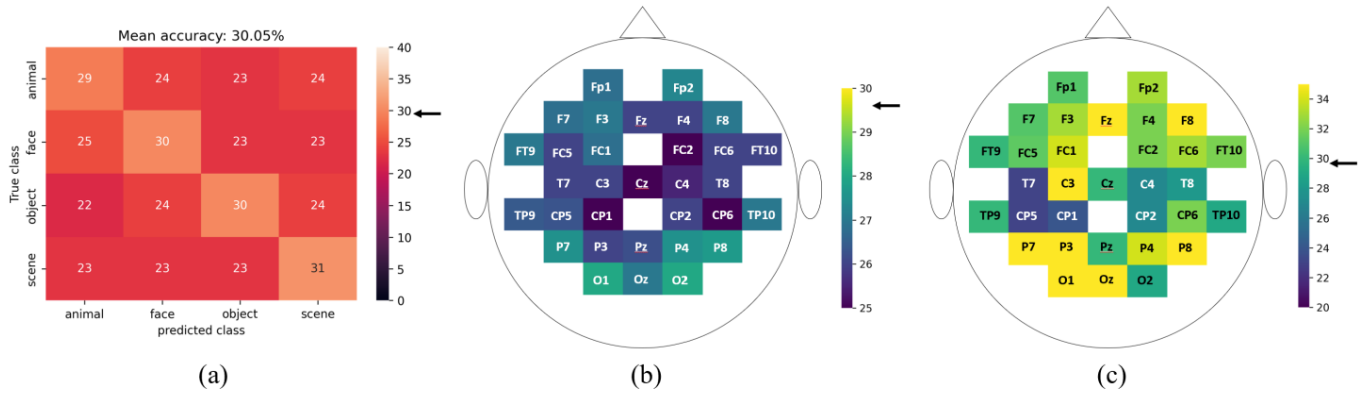 Mean accuracy: 30.05%
True class
animal
face
object
scene
29 24 23 24
25 30 23 23
22 24 30 24
23 23 23 31
animal face object scene
predicted class
40
35
30
25
20
15
10
5
0
(a)
Fp1 Fp2
F7 F3 Fz F4 F8
FT9 FC5 FC1 FC2 FC6 FT10
T7 C3 Cz C4 T8
TP9 CP5 CP1 CP2 CP6 TP10
P7 P3 Pz P4 P8
O1 Oz O2
30
29
28
27
26
25
(b)
Fp1 Fp2
F7 F3 Fz F4 F8
FT9 FC5 FC1 FC2 FC6 FT10
T7 C3 Cz C4 T8
TP9 CP5 CP1 CP2 CP6 TP10
P7 P3 Pz P4 P8
O1 Oz O2
34
32
30
28
26
24
22
20
(c)